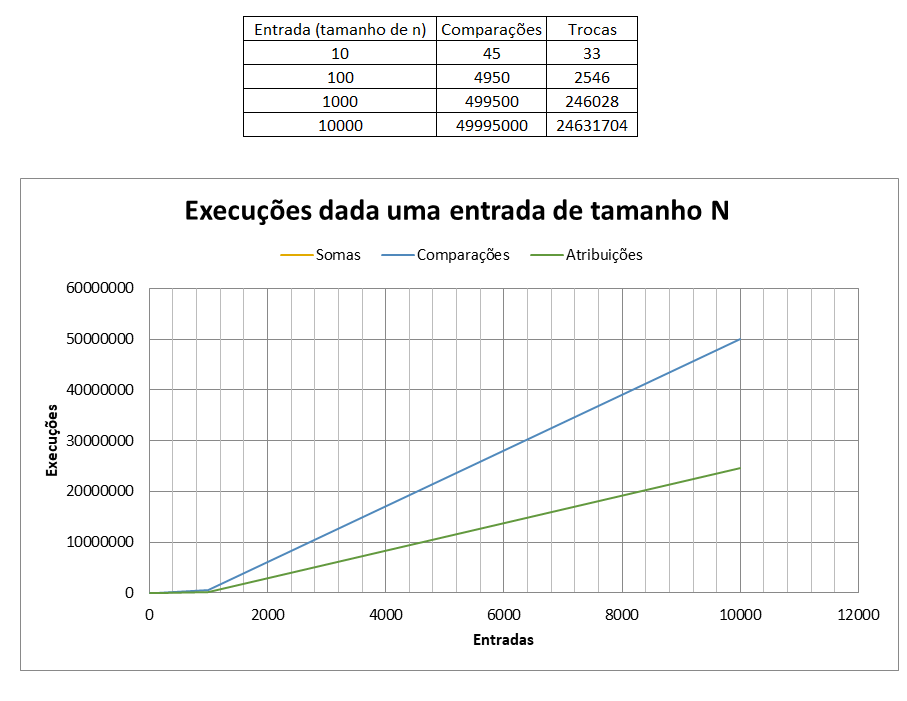 Entrada (tamanho de n) Comparações Trocas
10 45 33
100 4950 2546
1000 499500 246028
10000 49995000 24631704
Execuções dada uma entrada de tamanho N
Somas Comparações Atribuições
60000000
50000000
40000000
30000000
20000000
10000000
0
Execuções
0 2000 4000 6000 8000 10000 12000
Entradas